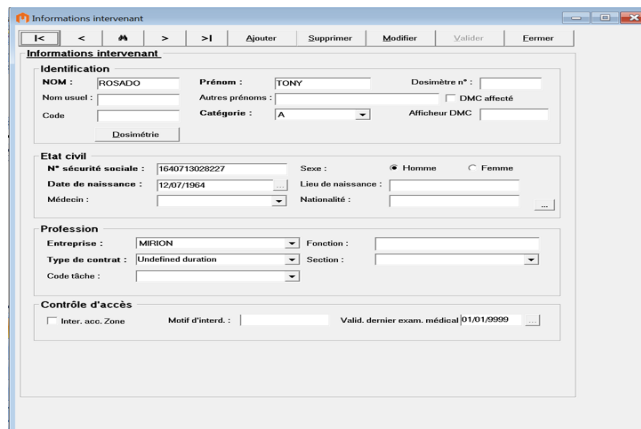 Informations intervenant
I< < > >I Ajouter Supprimer Modifier Valider Fermer
Informations intervenant
Identification
NOM : ROSADO Prénom : TONY Dosimètre n° :
Nom usuel : Autres prénoms : DMC affecté
Code Catégorie : A Afficheur DMC
Dosimétrie
Etat civil
N° sécurité sociale : 1640713028227 Sexe : Homme Femme
Date de naissance : 12/07/1964 ... Lieu de naissance :
Médecin : Nationalité : ...
Profession
Entreprise : MIRION Fonction :
Type de contrat : Undefined duration Section :
Code tâche :
Contrôle d'accès
Inter. acc. Zone Motif d'interd. : Valid. dernier exam. médical 01/01/9999 ...